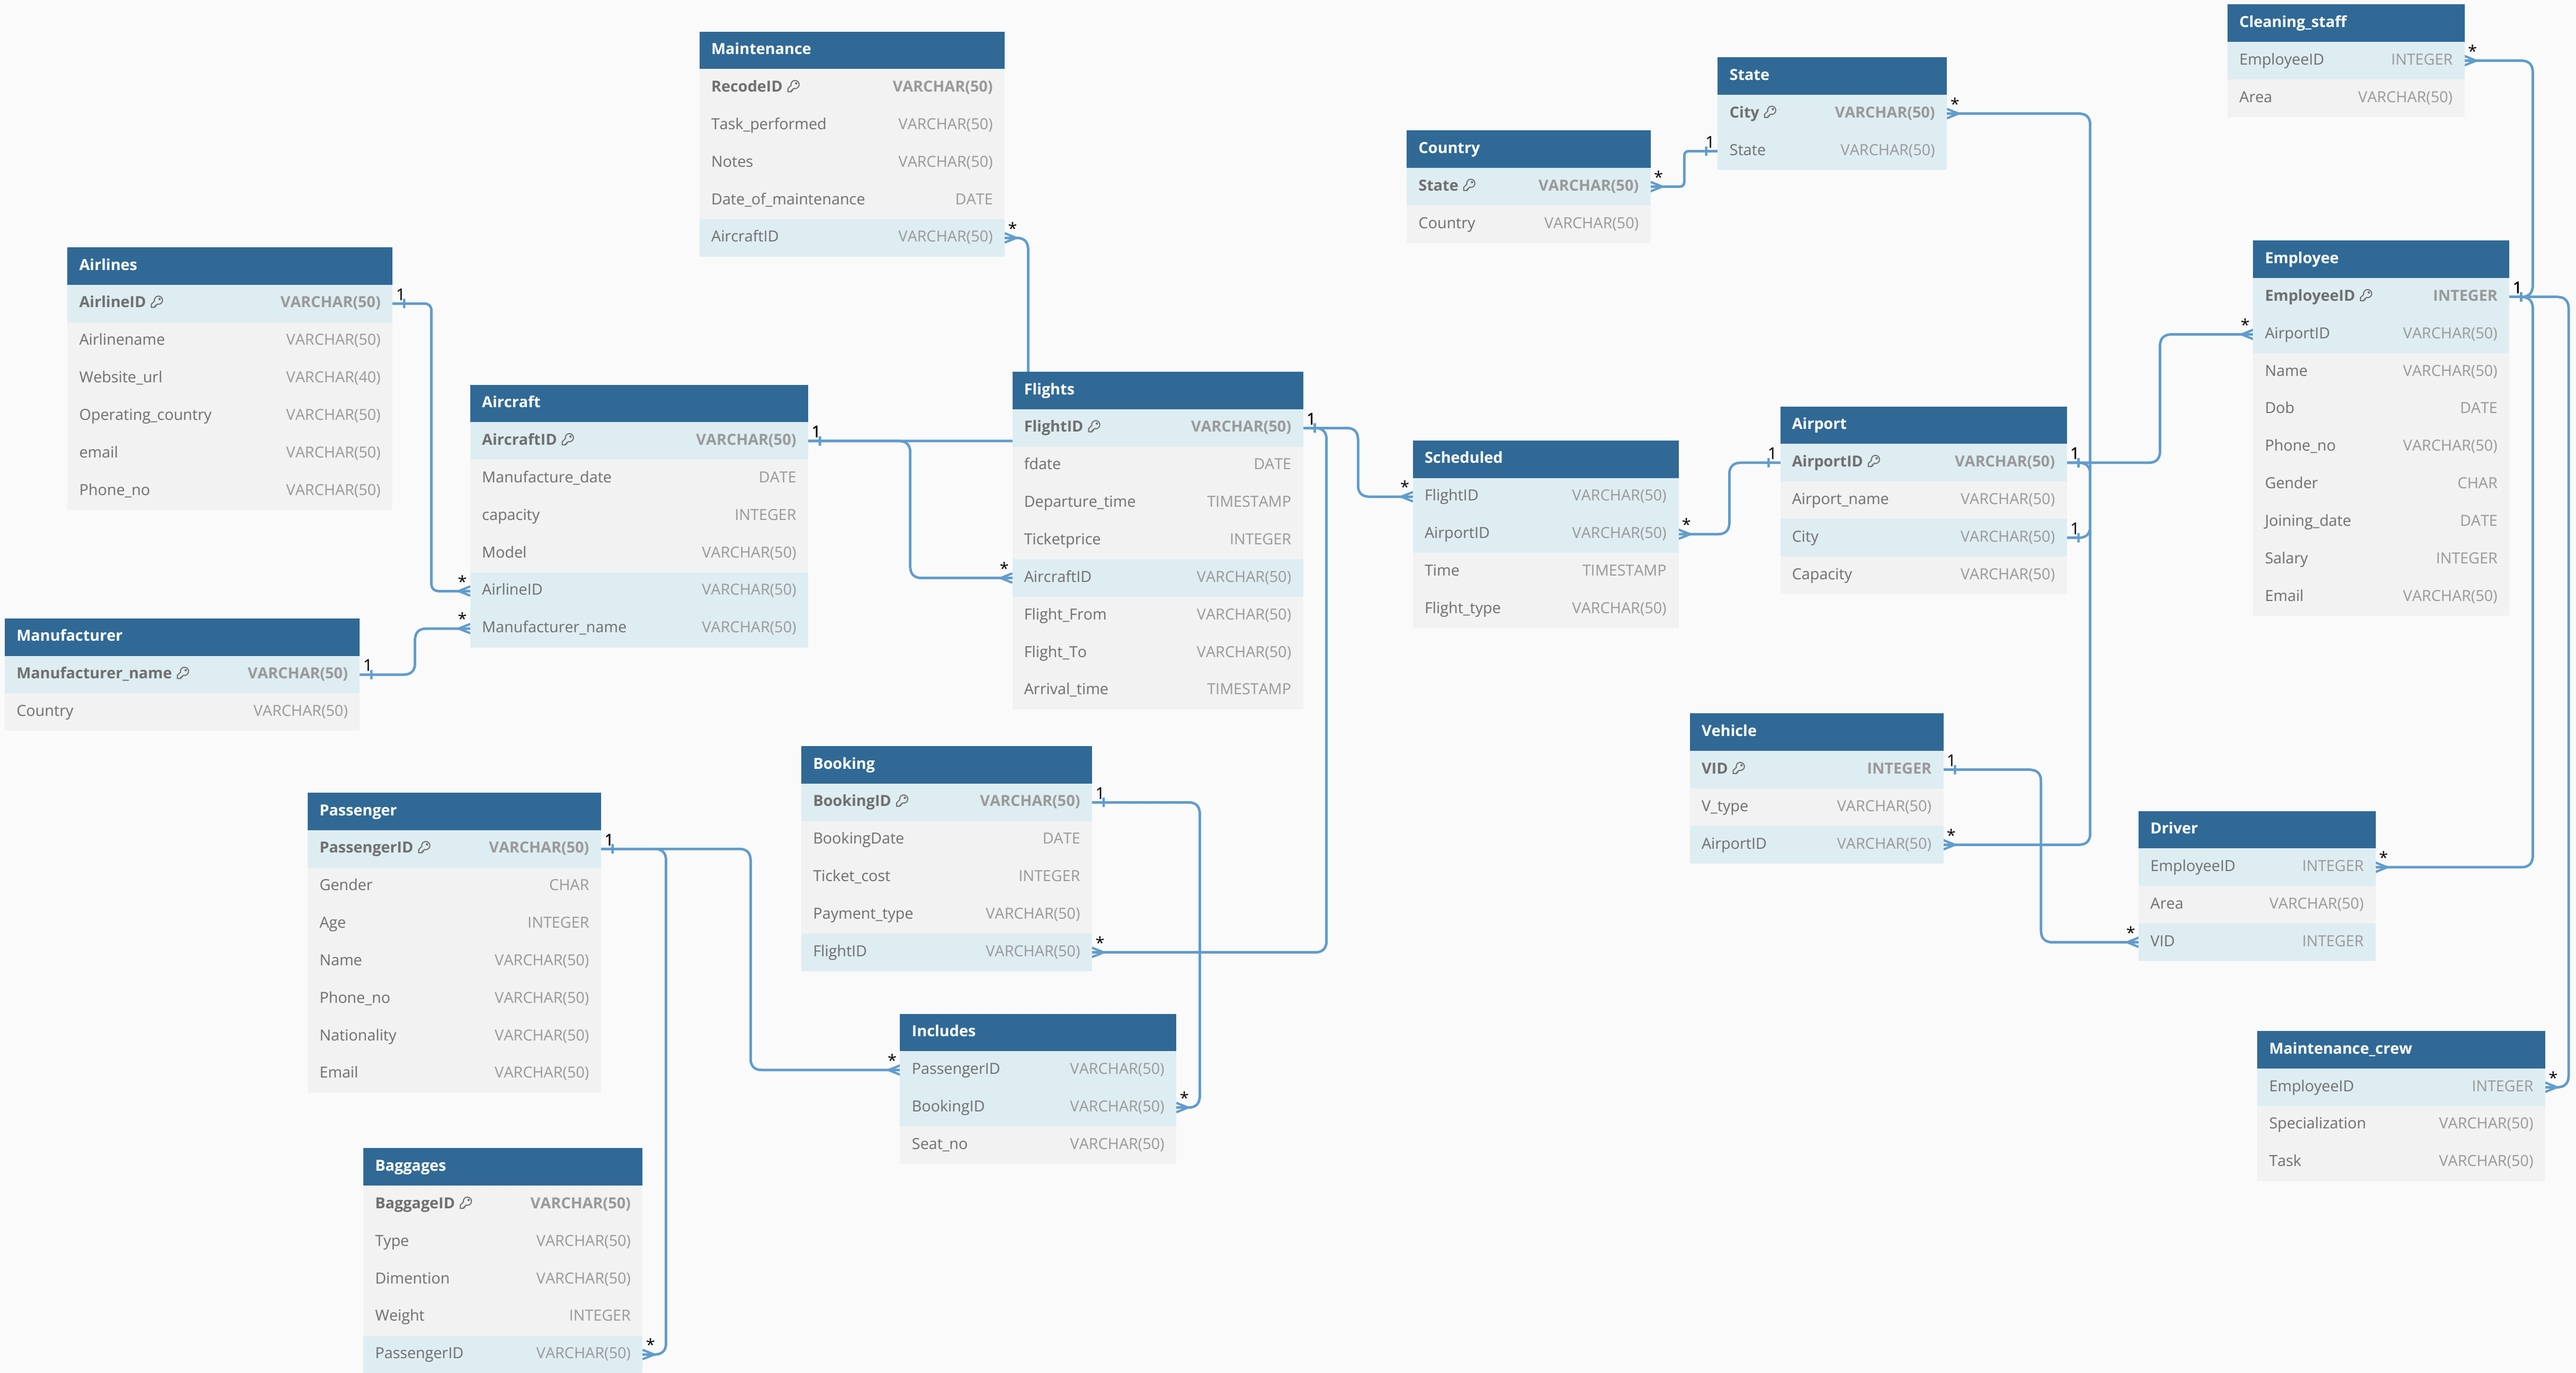 Cleaning_staff
EmployeeID INTEGER
Area VARCHAR(50)
Maintenance
RecodeID VARCHAR(50)
Task_performed VARCHAR(50)
Notes VARCHAR(50)
Date_of_maintenance DATE
AircraftID VARCHAR(50)
State
City VARCHAR(50)
State VARCHAR(50)
Country
State VARCHAR(50)
Country VARCHAR(50)
Airlines
AirlineID VARCHAR(50)
Airlinename VARCHAR(50)
Website_url VARCHAR(40)
Operating_country VARCHAR(50)
email VARCHAR(50)
Phone_no VARCHAR(50)
Employee
EmployeeID INTEGER
AirportID VARCHAR(50)
Name VARCHAR(50)
Dob DATE
Phone_no VARCHAR(50)
Gender CHAR
Joining_date DATE
Salary INTEGER
Email VARCHAR(50)
Aircraft
AircraftID VARCHAR(50)
Manufacture_date DATE
capacity INTEGER
Model VARCHAR(50)
AirlineID VARCHAR(50)
Manufacturer_name VARCHAR(50)
Flights
FlightID VARCHAR(50)
fdate DATE
Departure_time TIMESTAMP
Ticketprice INTEGER
AircraftID VARCHAR(50)
Flight_From VARCHAR(50)
Flight_To VARCHAR(50)
Arrival_time TIMESTAMP
Scheduled
FlightID VARCHAR(50)
AirportID VARCHAR(50)
Time TIMESTAMP
Flight_type VARCHAR(50)
Airport
AirportID VARCHAR(50)
Airport_name VARCHAR(50)
City VARCHAR(50)
Capacity VARCHAR(50)
Manufacturer
Manufacturer_name VARCHAR(50)
Country VARCHAR(50)
Vehicle
VID INTEGER
V_type VARCHAR(50)
AirportID VARCHAR(50)
Booking
BookingID VARCHAR(50)
BookingDate DATE
Ticket_cost INTEGER
Payment_type VARCHAR(50)
FlightID VARCHAR(50)
Passenger
PassengerID VARCHAR(50)
Gender CHAR
Age INTEGER
Name VARCHAR(50)
Phone_no VARCHAR(50)
Nationality VARCHAR(50)
Email VARCHAR(50)
Driver
EmployeeID INTEGER
Area VARCHAR(50)
VID INTEGER
Includes
PassengerID VARCHAR(50)
BookingID VARCHAR(50)
Seat_no VARCHAR(50)
Maintenance_crew
EmployeeID INTEGER
Specialization VARCHAR(50)
Task VARCHAR(50)
Baggages
BaggageID VARCHAR(50)
Type VARCHAR(50)
Dimention VARCHAR(50)
Weight INTEGER
PassengerID VARCHAR(50)